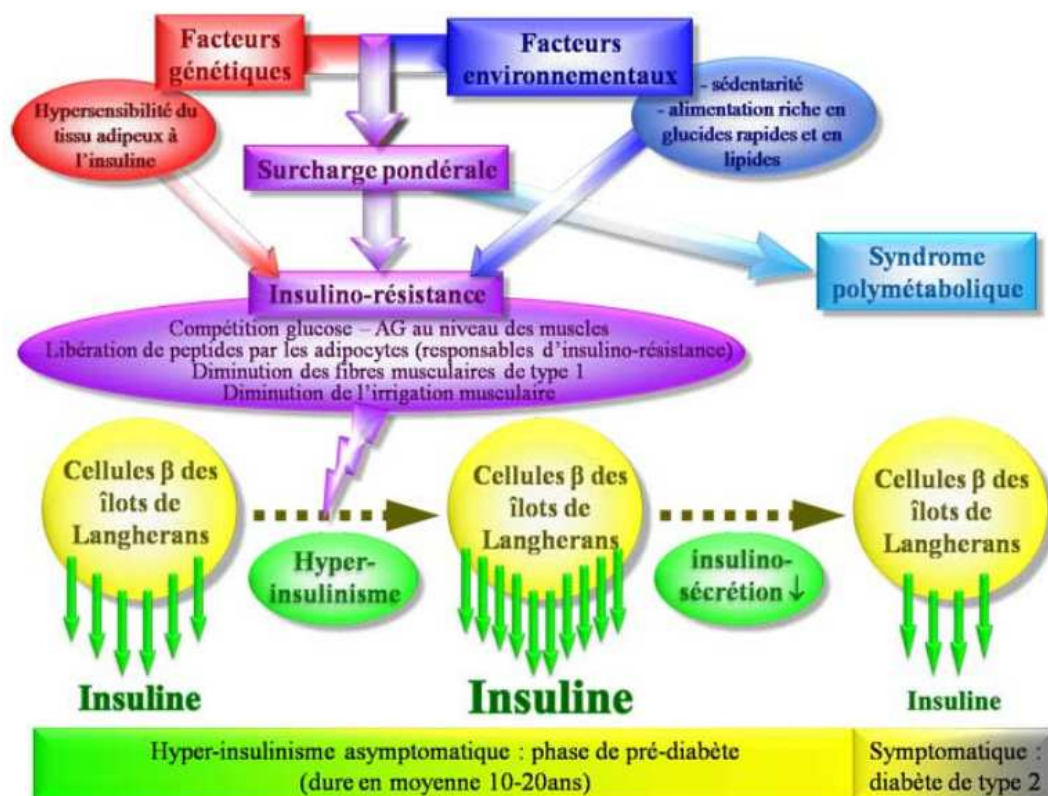 Facteurs
génétiques
Facteurs
environnementaux
Hypersensibilité du
tissu adipeux à
l'insuline
- sédentarité
- alimentation riche en
glucides rapides et en
lipides
Surcharge pondérale
Syndrome
polymétabolique
Insulino-résistance
Compétition glucose – AG au niveau des muscles
Libération de peptides par les adipocytes (responsables d'insulino-résistance)
Diminution des fibres musculaires de type 1
Diminution de l'irrigation musculaire
Cellules β des
îlots de
Langherans
Hyper-
insulinisme
Cellules β des
îlots de
Langherans
insulino-
sécrétion ↓
Cellules β des
îlots de
Langherans
Insuline
Insuline
Insuline
Hyper-insulinisme asymptomatique : phase de pré-diabète
(dure en moyenne 10-20ans)
Symptomatique :
diabète de type 2